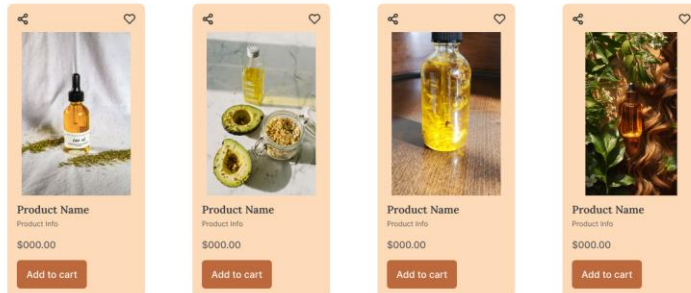 Product Name
Product Info
$000.00
Add to cart
Product Name
Product Info
$000.00
Add to cart
Product Name
Product Info
$000.00
Add to cart
Product Name
Product Info
$000.00
Add to cart